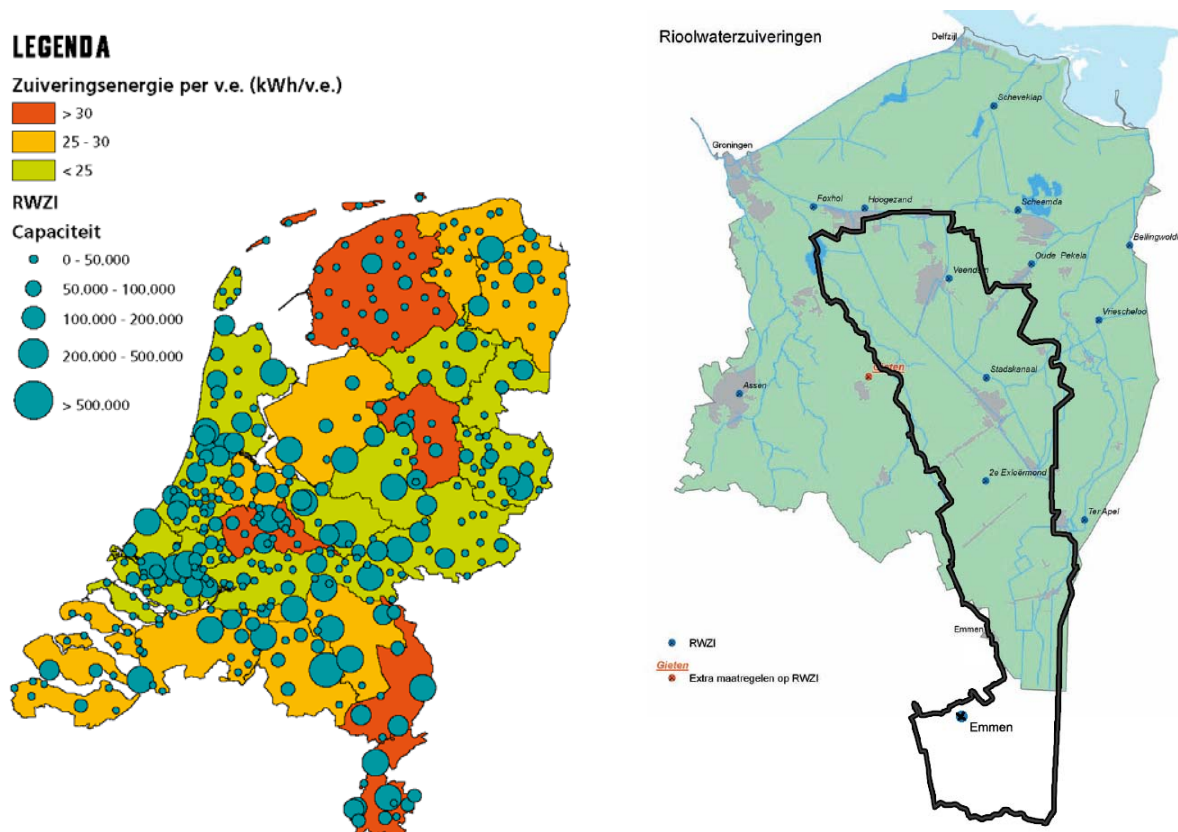 LEGENDA
Zuiveringsenergie per v.e. (kWh/v.e.)
> 30
25 - 30
< 25
RWZI
Capaciteit
0 - 50,000
50,000 - 100,000
100.000 - 200.000
200.000 - 500.000
> 500.000
Rioolwaterzuiveringen
Delfzijl
Scheveklap
Groningen
Foxhol
Hoogezand
Scheemda
Bellingwolde
Oude Pekela
Veendam
Vriescheloo
Gieten
Stadskanaal
Assen
2e Exloërmond
Ter Apel
Emmen
RWZI
Gieten
Extra maatregelen op RWZI
Emmen